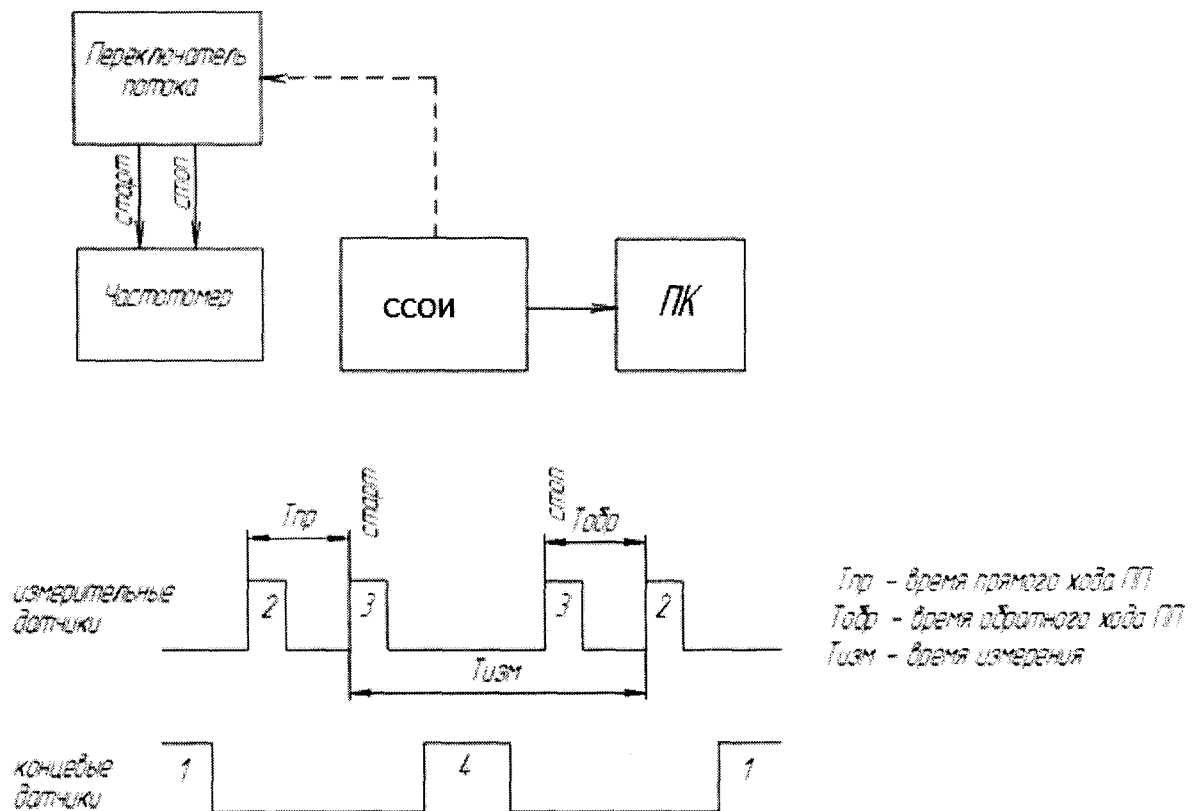 Переключатель
потока
старт
стоп
Частотомер
ССОИ
ПК
старт
стоп
Тпр
Тобр
измерительные
датчики
2
3
3
2
Тизм
Тпр - время прямого хода ПП
Тобр - время обратного хода ПП
Тизм - время измерения
концевые
датчики
1
4
1